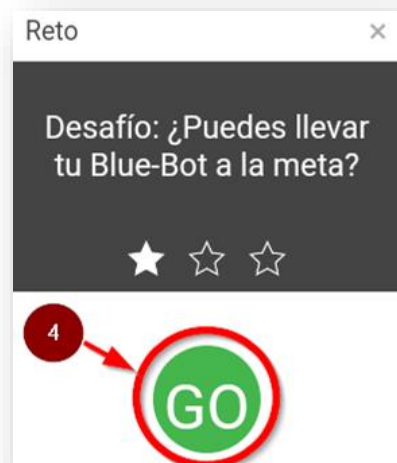 Reto ×
Desafío: ¿Puedes llevar
tu Blue-Bot a la meta?
4
GO